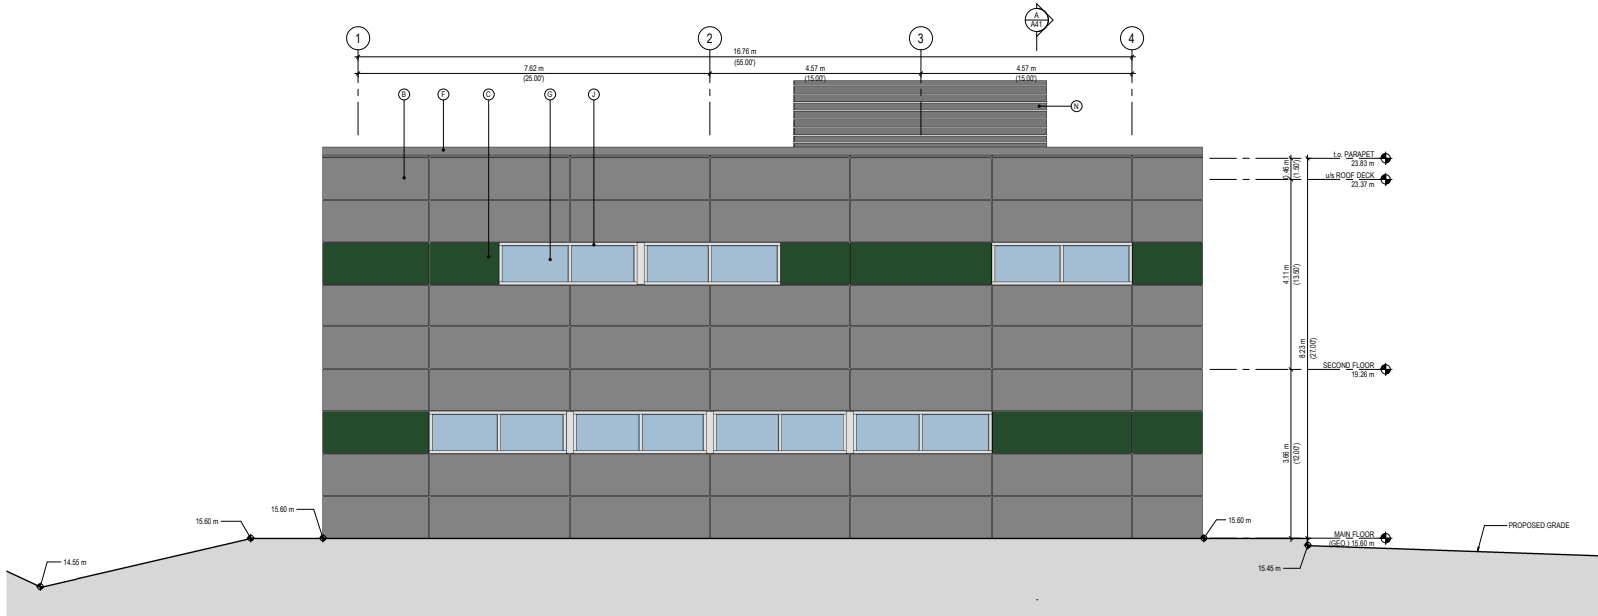 A
A41
1
2
3
4
16.76 m
(55.00')
7.62 m
(25.00')
4.57 m
(15.00')
4.57 m
(15.00')
B
F
C
G
J
N
t.o. PARAPET
23.83 m
0.46 m
(1.50')
u/s ROOF DECK
23.37 m
4.11 m
(13.50')
8.23 m
(27.00')
SECOND FLOOR
19.26 m
3.66 m
(12.00')
15.60 m
15.60 m
15.60 m
PROPOSED GRADE
MAIN FLOOR
(GEO.) 15.60 m
14.55 m
15.45 m